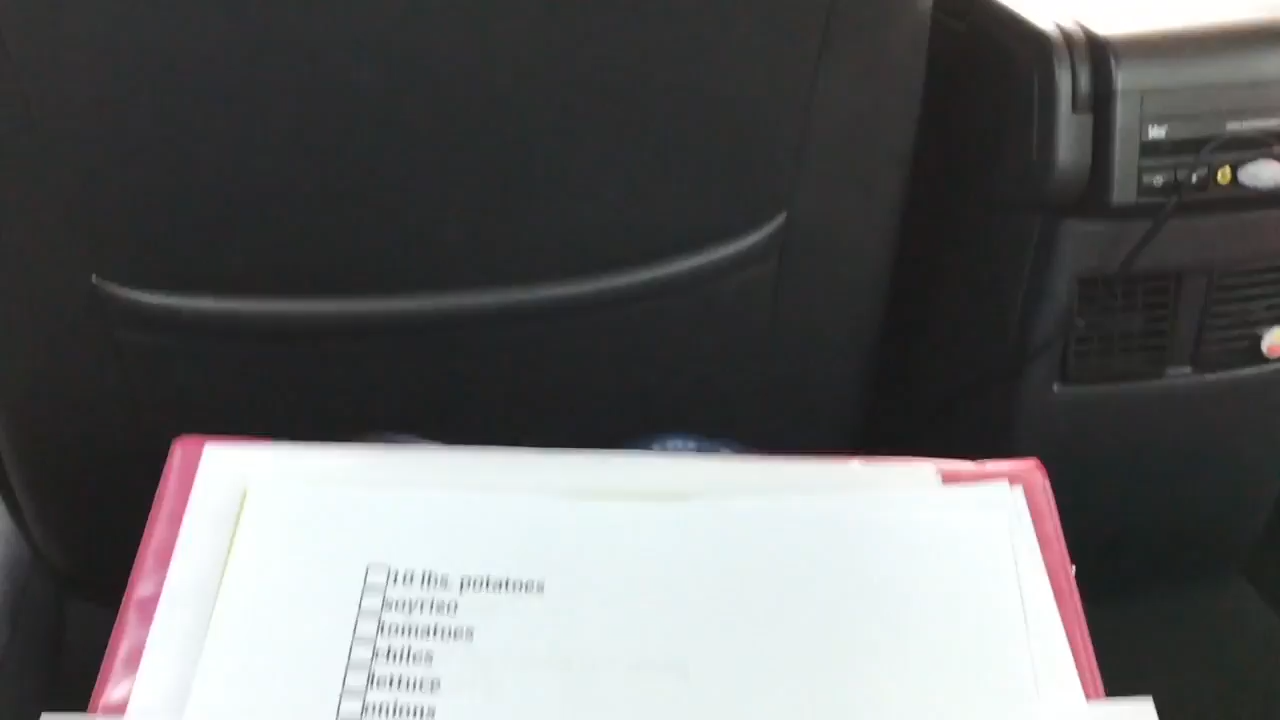 10 lbs. potatoes
soyrizo
tomatoes
chiles
lettuce
onions